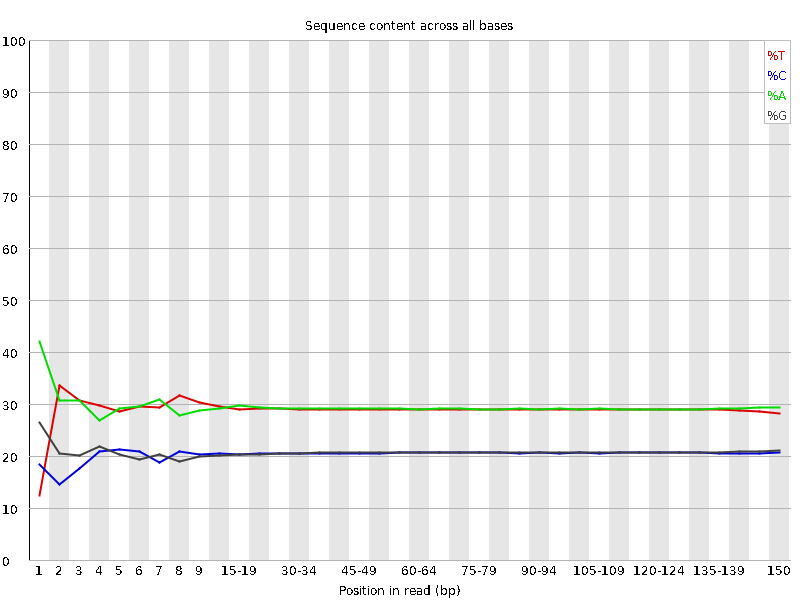 Sequence content across all bases
100
90
80
70
60
50
40
30
20
10
0
%T
%C
%A
%G
1 2 3 4 5 6 7 8 9 15-19 30-34 45-49 60-64 75-79 90-94 105-109 120-124 135-139 150
Position in read (bp)